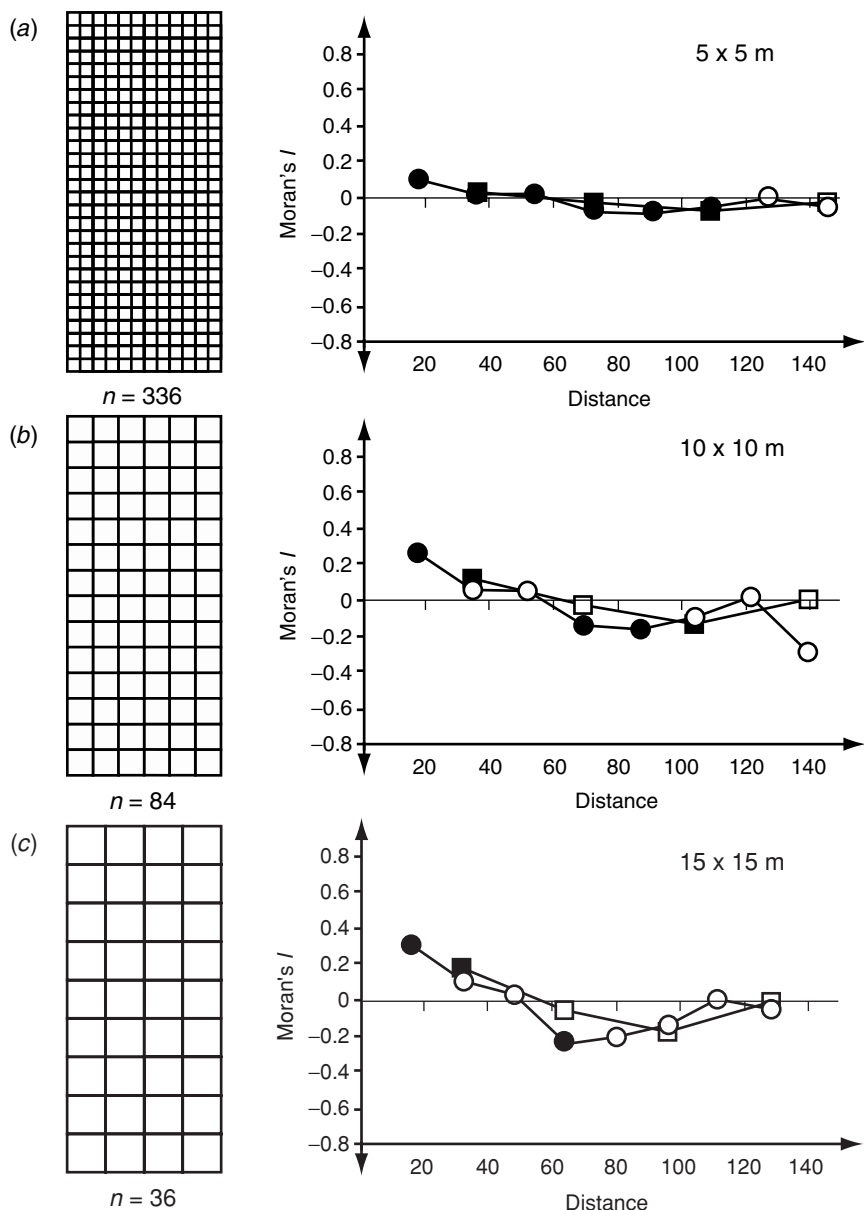 (a)
5 x 5 m
Moran's I
0.8
0.6
0.4
0.2
0
–0.2
–0.4
–0.6
–0.8
20 40 60 80 100 120 140
Distance
n = 336
(b)
10 x 10 m
Moran's I
0.8
0.6
0.4
0.2
0
–0.2
–0.4
–0.6
–0.8
20 40 60 80 100 120 140
Distance
n = 84
(c)
15 x 15 m
Moran's I
0.8
0.6
0.4
0.2
0
–0.2
–0.4
–0.6
–0.8
20 40 60 80 100 120 140
Distance
n = 36